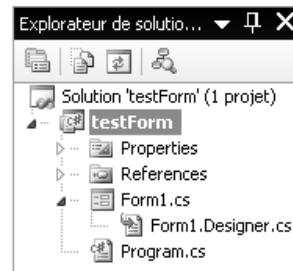 Explorateur de solutio...
Solution 'testForm' (1 projet)
testForm
Properties
References
Form1.cs
Form1.Designer.cs
Program.cs